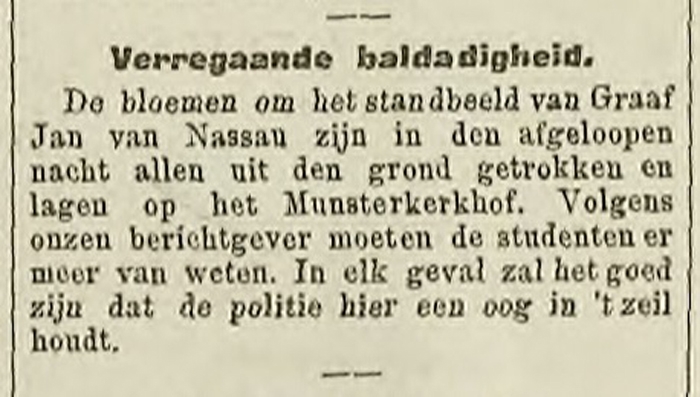 Verregaande baldadigheid.
De bloemen om het standbeeld van Graaf
Jan van Nassau zijn in den afgeloopen
nacht allen uit den grond getrokken en
lagen op het Munsterkerkhof. Volgens
onzen berichtgever moeten de studenten er
meer van weten. In elk geval zal het goed
zijn dat de politie hier een oog in 't zeil
houdt.